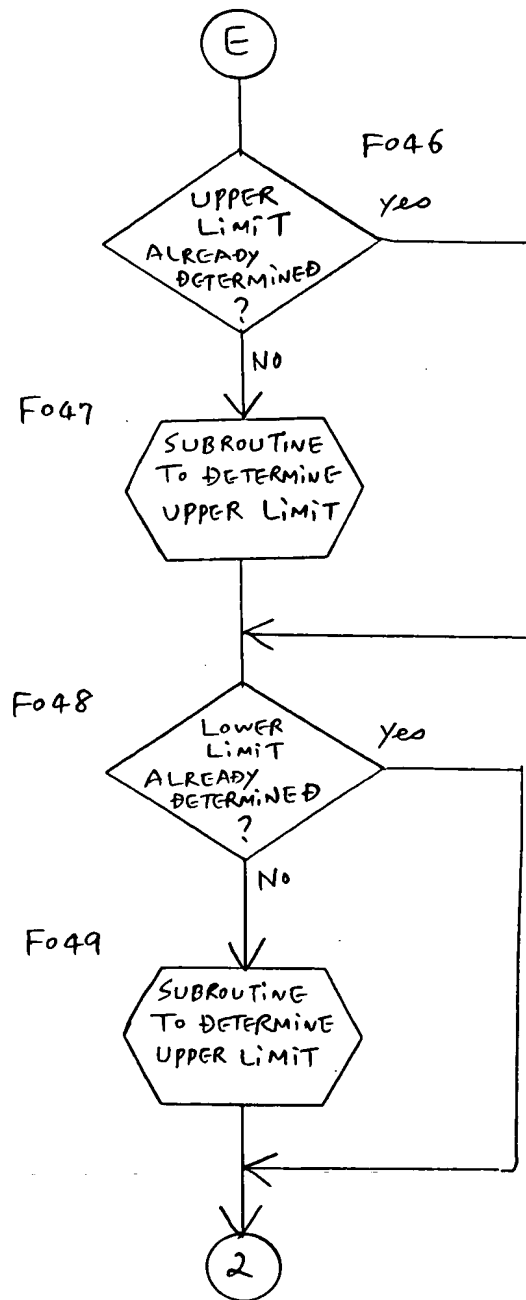 E
F046
UPPER
LiMiT
ALREADY
DETERMINED
?
yes
NO
F047
SUBROUTINE
To DETERMINE
UPPER LIMIT
F048
LOWER
LIMIT
ALREADY
DETERMINED
?
yes
No
F049
SUBROUTINE
To DETERMINE
UPPER LIMIT
2